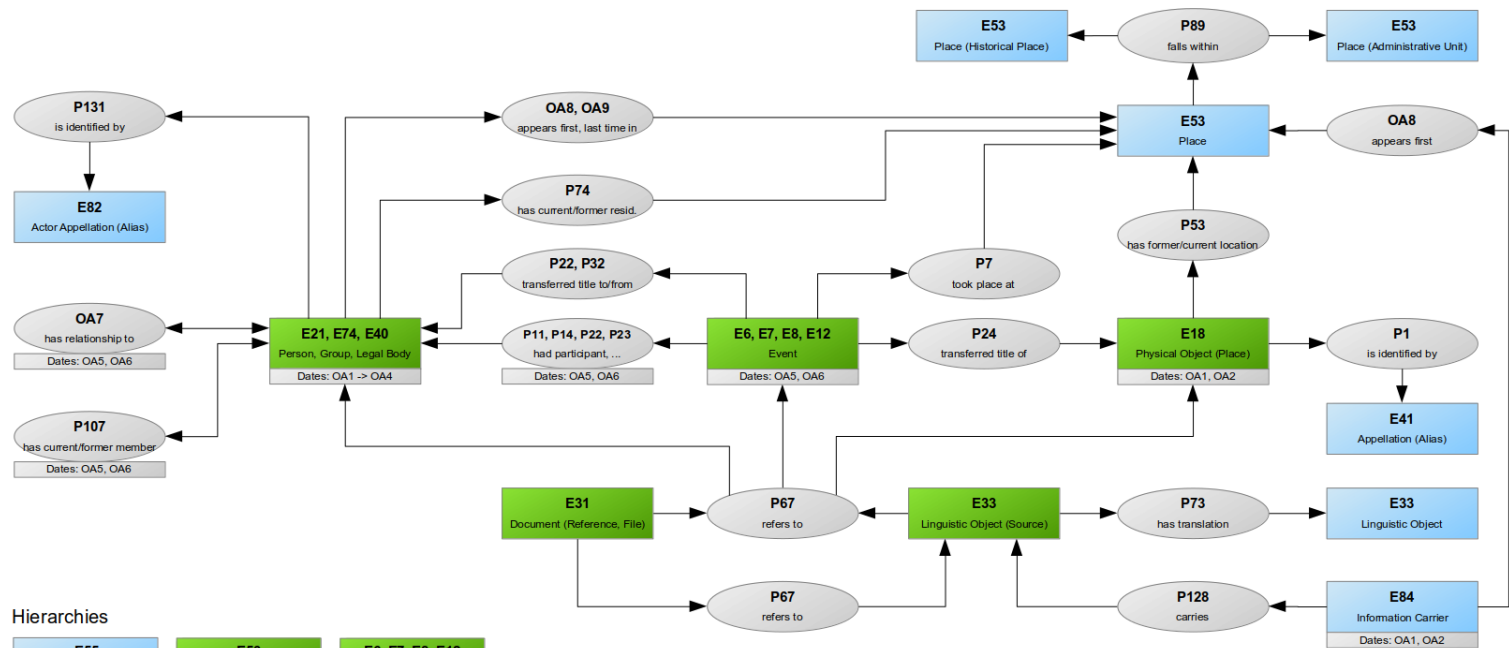 E53
Place (Historical Place)
P89
falls within
E53
Place (Administrative Unit)
P131
is identified by
OA8, OA9
appears first, last time in
E53
Place
OA8
appears first
E82
Actor Appellation (Alias)
P74
has current/former resid.
P53
has former/current location
P22, P32
transferred title to/from
P7
took place at
OA7
has relationship to
Dates: OA5, OA6
E21, E74, E40
Person, Group, Legal Body
Dates: OA1 -> OA4
P11, P14, P22, P23
had participant, ...
Dates: OA5, OA6
E6, E7, E8, E12
Event
Dates: OA5, OA6
P24
transferred title of
E18
Physical Object (Place)
Dates: OA1, OA2
P1
is identified by
P107
has current/former member
Dates: OA5, OA6
E41
Appellation (Alias)
E31
Document (Reference, File)
P67
refers to
E33
Linguistic Object (Source)
P73
has translation
E33
Linguistic Object
P67
refers to
P128
carries
E84
Information Carrier
Dates: OA1, OA2
Hierarchies